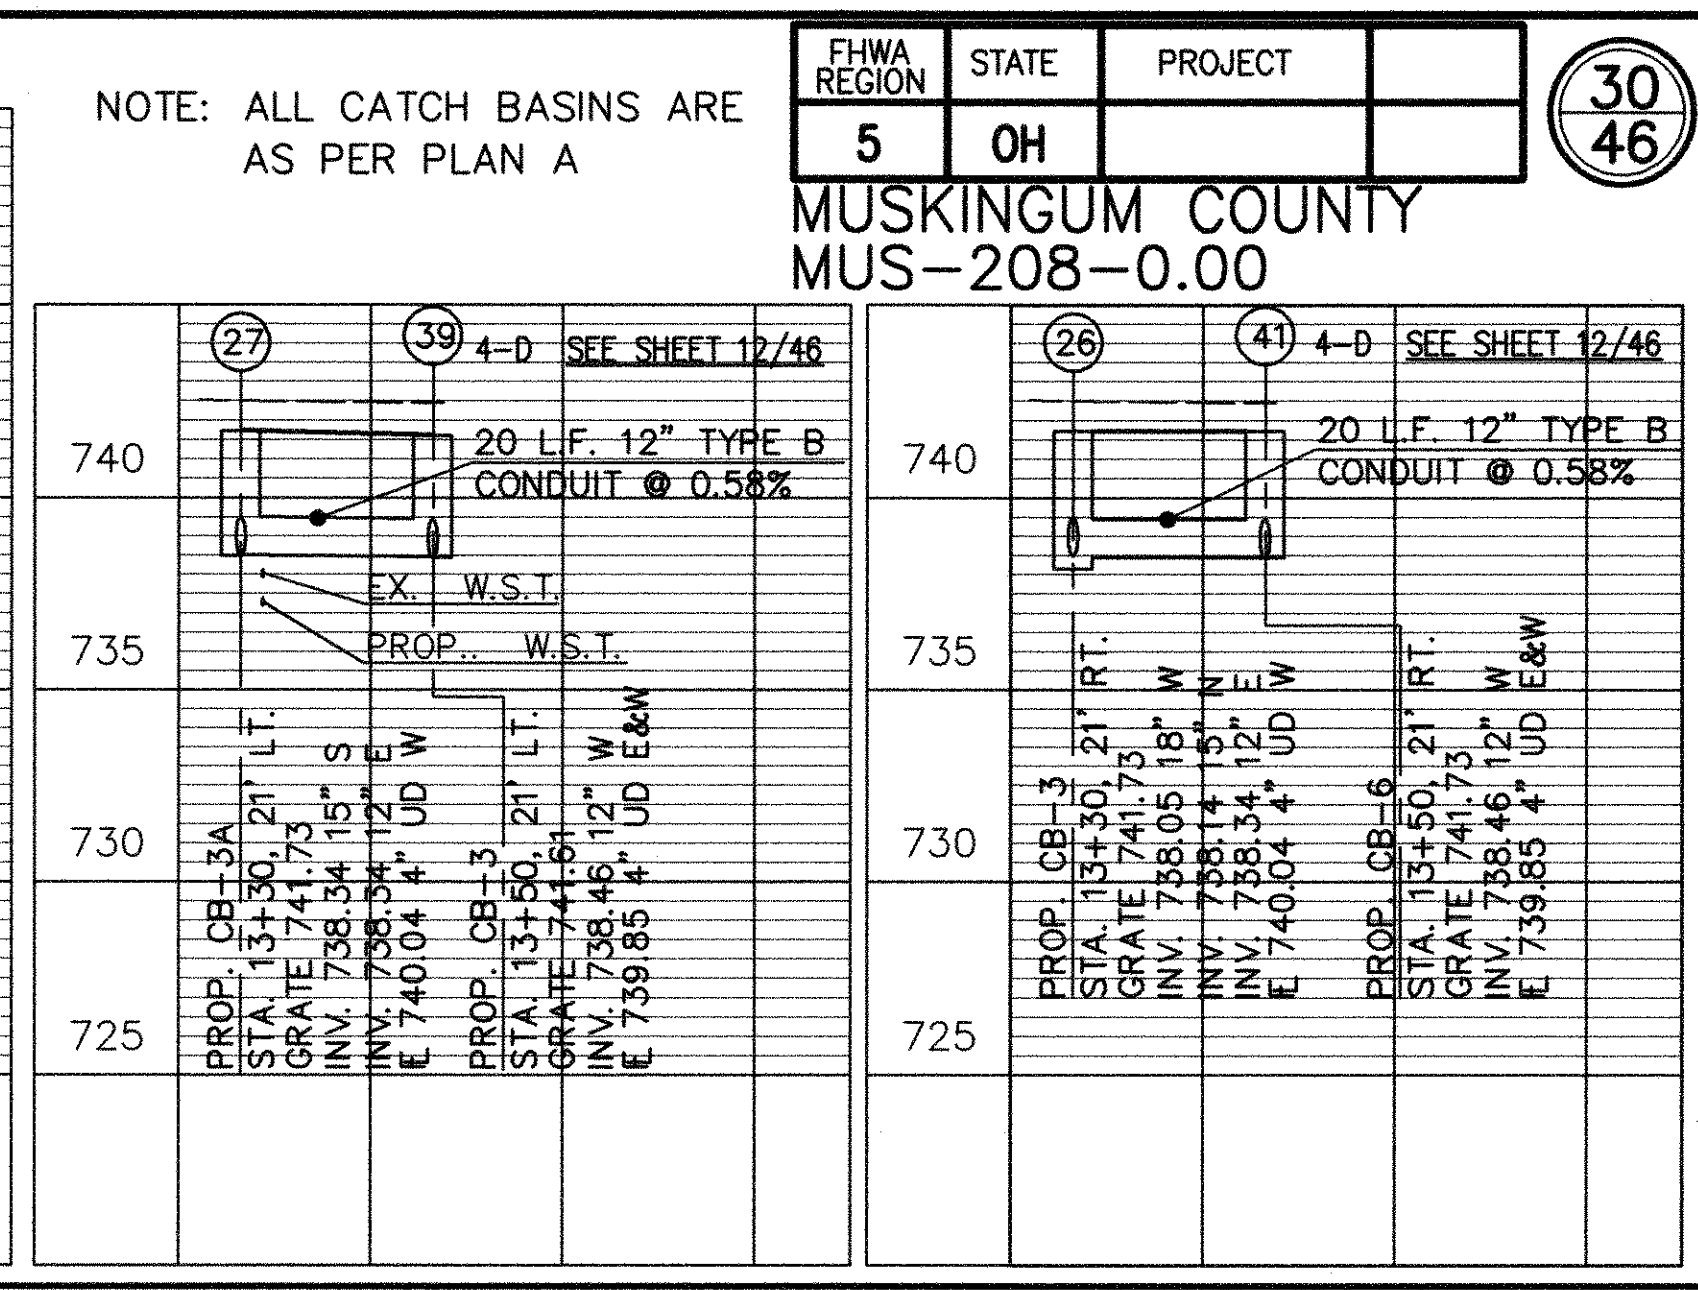 NOTE: ALL CATCH BASINS ARE
AS PER PLAN A
FHWA REGION STATE PROJECT
5 OH
30
46
MUSKINGUM COUNTY
MUS-208-0.00
27 39 4-D SEE SHEET 12/46
20 L.F. 12" TYPE B
CONDUIT @ 0.58%
740
EX. W.S.T.
PROP.. W.S.T.
735
730
725
PROP. CB-3A
STA. 13+30, 21' LT.
GRATE 741.73
INV. 738.34 15" S
INV. 738.34 12" E
℄ 740.04 4" UD W
PROP. CB-3
STA. 13+50, 21' LT.
GRATE 741.61
INV. 738.46 12" W
℄ 739.85 4" UD E&W
26 41 4-D SEE SHEET 12/46
20 L.F. 12" TYPE B
CONDUIT @ 0.58%
740
735
730
725
PROP. CB-3
STA. 13+30, 21' RT.
GRATE 741.73
INV. 738.05 18" W
INV. 738.14 15" N
INV. 738.34 12" E
℄ 740.04 4" UD W
PROP. CB-6
STA. 13+50, 21' RT.
GRATE 741.73
INV. 738.46 12" W
℄ 739.85 4" UD E&W